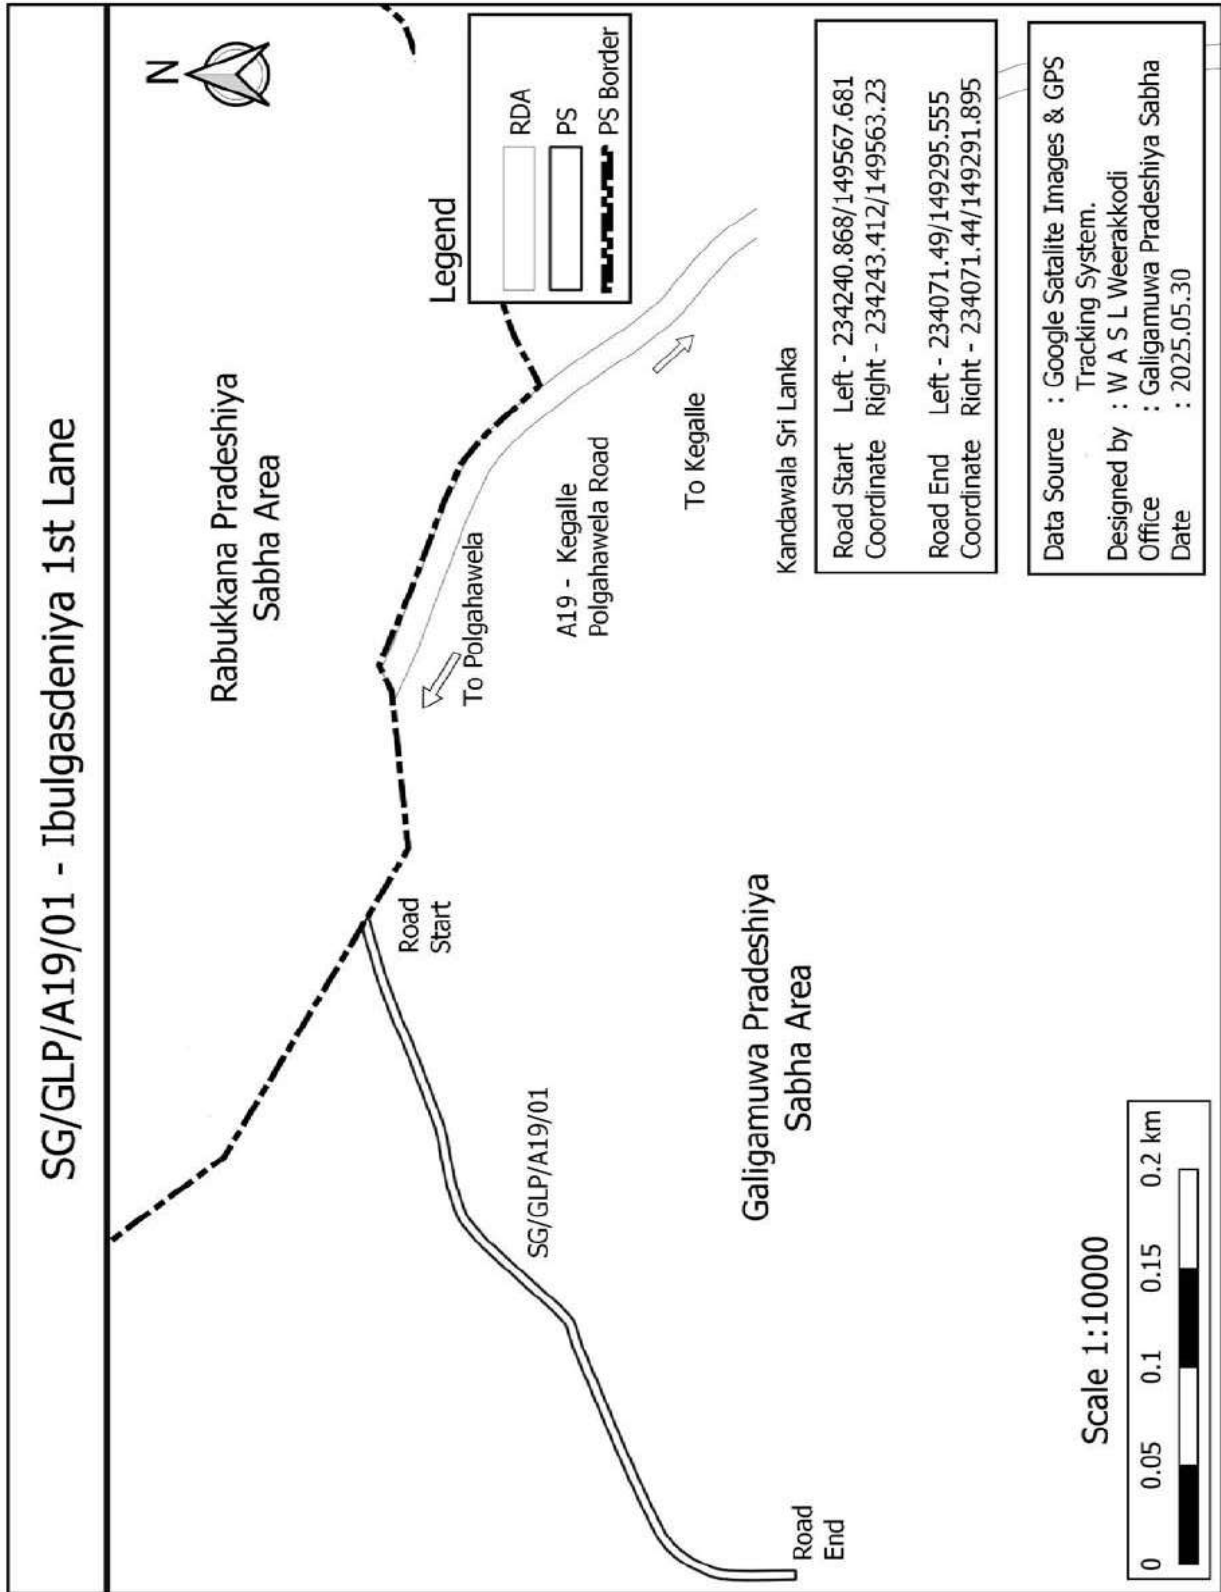 SG/GLP/A19/01 - Ibulgasdeniya 1st Lane
N
Rabukkana Pradeshiya
Sabha Area
Legend
RDA
PS
PS Border
Road
Start
To Polgahawela
A19 - Kegalle
Polgahawela Road
To Kegalle
SG/GLP/A19/01
Galigamuwa Pradeshiya
Sabha Area
Road
End
Kandawala Sri Lanka
Road Start Left - 234240.868/149567.681
Coordinate Right - 234243.412/149563.23
Road End Left - 234071.49/149295.555
Coordinate Right - 234071.44/149291.895
Scale 1:10000
0 0.05 0.1 0.15 0.2 km
Data Source : Google Satalite Images & GPS
Tracking System.
Designed by : W A S L Weerakkodi
Office : Galigamuwa Pradeshiya Sabha
Date : 2025.05.30